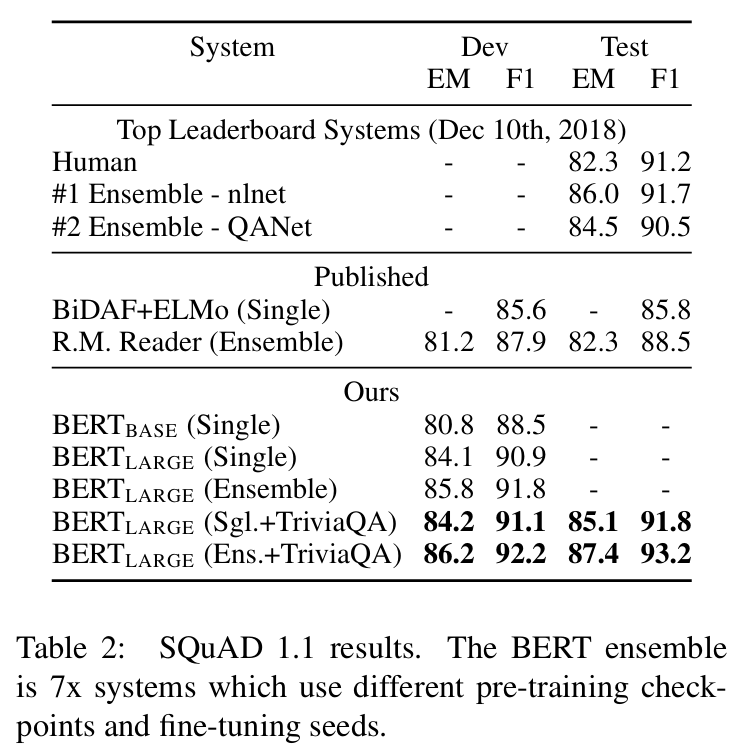 System Dev Test
EM F1 EM F1
Top Leaderboard Systems (Dec 10th, 2018)
Human - - 82.3 91.2
#1 Ensemble - nlnet - - 86.0 91.7
#2 Ensemble - QANet - - 84.5 90.5
Published
BiDAF+ELMo (Single) - 85.6 - 85.8
R.M. Reader (Ensemble) 81.2 87.9 82.3 88.5
Ours
BERTBASE (Single) 80.8 88.5 - -
BERTLARGE (Single) 84.1 90.9 - -
BERTLARGE (Ensemble) 85.8 91.8 - -
BERTLARGE (Sgl.+TriviaQA) 84.2 91.1 85.1 91.8
BERTLARGE (Ens.+TriviaQA) 86.2 92.2 87.4 93.2
Table 2: SQuAD 1.1 results. The BERT ensemble
is 7x systems which use different pre-training check-
points and fine-tuning seeds.